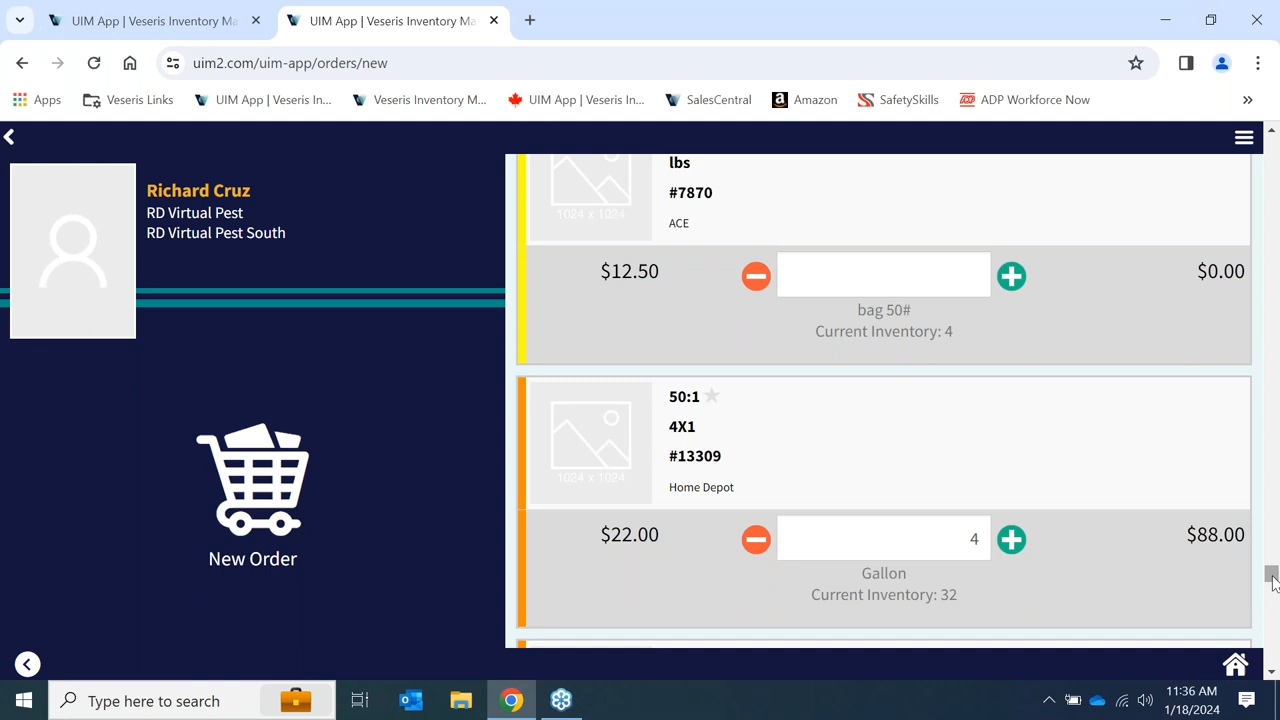 UIM App | Veseris Inventory Ma
UIM App | Veseris Inventory Ma
uim2.com/uim-app/orders/new
Apps
Veseris Links
UIM App | Veseris In...
Veseris Inventory M...
UIM App | Veseris In...
SalesCentral
Amazon
SafetySkills
ADP Workforce Now
Richard Cruz
RD Virtual Pest
RD Virtual Pest South
New Order
lbs
#7870
ACE
1024 x 1024
$12.50
$0.00
bag 50#
Current Inventory: 4
50:1
4X1
#13309
Home Depot
1024 x 1024
$22.00
4
$88.00
Gallon
Current Inventory: 32
Type here to search
11:36 AM
1/18/2024